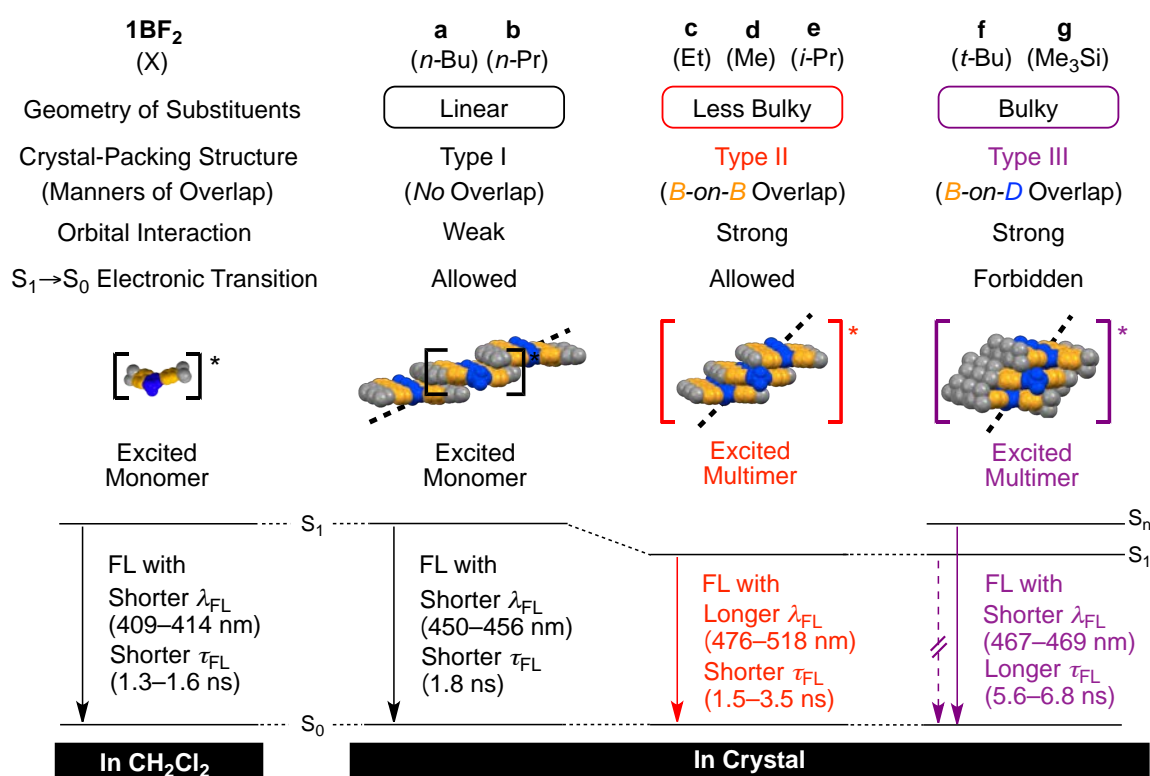 1BF₂ a b c d e f g
(X) (n-Bu) (n-Pr) (Et) (Me) (i-Pr) (t-Bu) (Me₃Si)
Geometry of Substituents Linear Less Bulky Bulky
Crystal-Packing Structure Type I Type II Type III
(Manners of Overlap) (No Overlap) (B-on-B Overlap) (B-on-D Overlap)
Orbital Interaction Weak Strong Strong
S₁→S₀ Electronic Transition Allowed Allowed Forbidden
* * * *
Excited Excited Excited Excited
Monomer Monomer Multimer Multimer
S₁ Sₙ
S₁
FL with FL with FL with FL with
Shorter λFL Shorter λFL Longer λFL Shorter λFL
(409–414 nm) (450–456 nm) (476–518 nm) (467–469 nm)
Shorter τFL Shorter τFL Shorter τFL Longer τFL
(1.3–1.6 ns) (1.8 ns) (1.5–3.5 ns) (5.6–6.8 ns)
S₀
In CH₂Cl₂ In Crystal